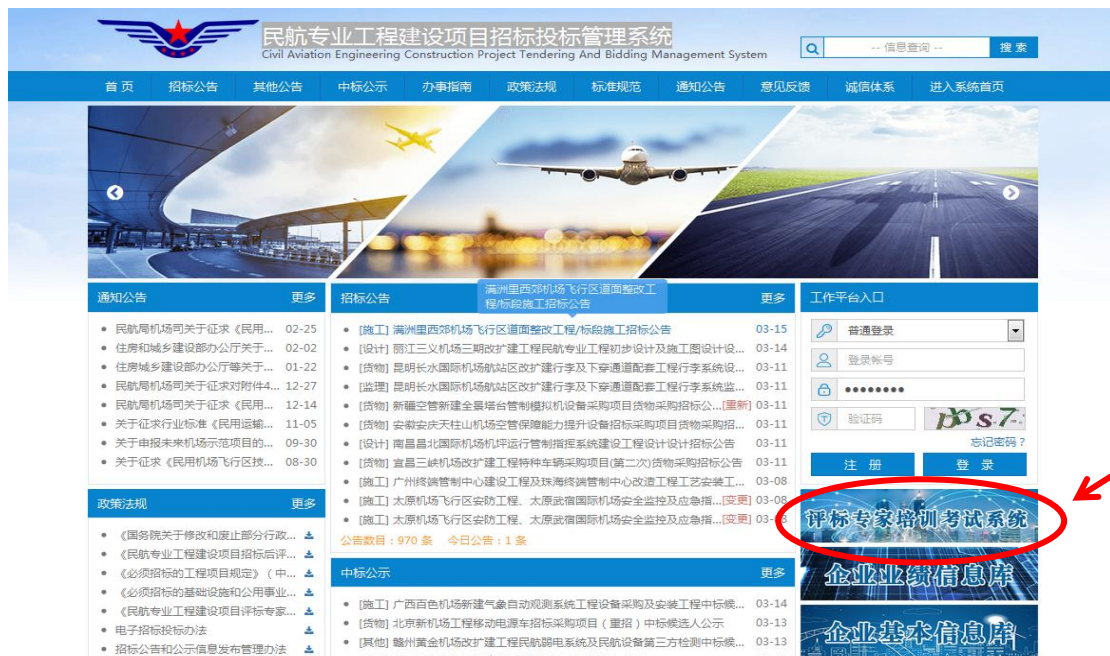 民航专业工程建设项目招标投标管理系统
Civil Aviation Engineering Construction Project Tendering And Bidding Management System
-- 信息查询 --
搜 索
首 页 招标公告 其他公告 中标公示 办事指南 政策法规 标准规范 通知公告 意见反馈 诚信体系 进入系统首页
通知公告 更多
民航局机场司关于征求《民用... 02-25
住房和城乡建设部办公厅关于... 02-02
住房城乡建设部办公厅等关于... 01-22
民航局机场司关于征求对附件4... 12-27
民航局机场司关于征求《民用... 12-14
关于征求行业标准《民用运输... 11-05
关于申报未来机场示范项目的... 09-30
关于征求《民用机场飞行区技... 08-30
政策法规 更多
《国务院关于修改和废止部分行政...
《民航专业工程建设项目招标后评...
《必须招标的工程项目规定》（中...
《必须招标的基础设施和公用事业...
《民航专业工程建设项目评标专家...
电子招标投标办法
招标公告和公示信息发布管理办法
招标公告 更多
满洲里西郊机场飞行区道面整改工
程/标段施工招标公告
[施工] 满洲里西郊机场飞行区道面整改工程/标段施工招标公告 03-15
[设计] 丽江三义机场三期改扩建工程民航专业工程初步设计及施工图设计设... 03-14
[货物] 昆明长水国际机场航站区改扩建行李及下穿通道配套工程行李系统设... 03-11
[监理] 昆明长水国际机场航站区改扩建行李及下穿通道配套工程行李系统监... 03-11
[货物] 新疆空管新建全景塔台管制模拟机设备采购项目货物采购招标公...[重新] 03-11
[货物] 安徽安庆天柱山机场空管保障能力提升设备招标采购项目货物采购招... 03-11
[设计] 南昌昌北国际机场机坪运行管制指挥系统建设工程设计设计招标公告 03-11
[货物] 宜昌三峡机场改扩建工程特种车辆采购项目(第二次)货物采购招标公告 03-11
[施工] 广州终端管制中心建设工程及珠海终端管制中心改造工程工艺安装工... 03-08
[施工] 太原机场飞行区安防工程、太原武宿国际机场安全监控及应急指...[变更] 03-08
[施工] 太原机场飞行区安防工程、太原武宿国际机场安全监控及应急指...[变更] 03-08
公告数目：970 条 今日公告：1 条
中标公示 更多
[施工] 广西百色机场新建气象自动观测系统工程设备采购及安装工程中标候... 03-14
[货物] 北京新机场工程移动电源车招标采购项目（重招）中标候选人公示 03-13
[其他] 赣州黄金机场改扩建工程民航弱电系统及民航设备第三方检测中标候... 03-13
工作平台入口
普通登录
登录帐号
验证码
忘记密码？
注 册 登 录
评标专家培训考试系统
企业业绩信息库
企业基本信息库